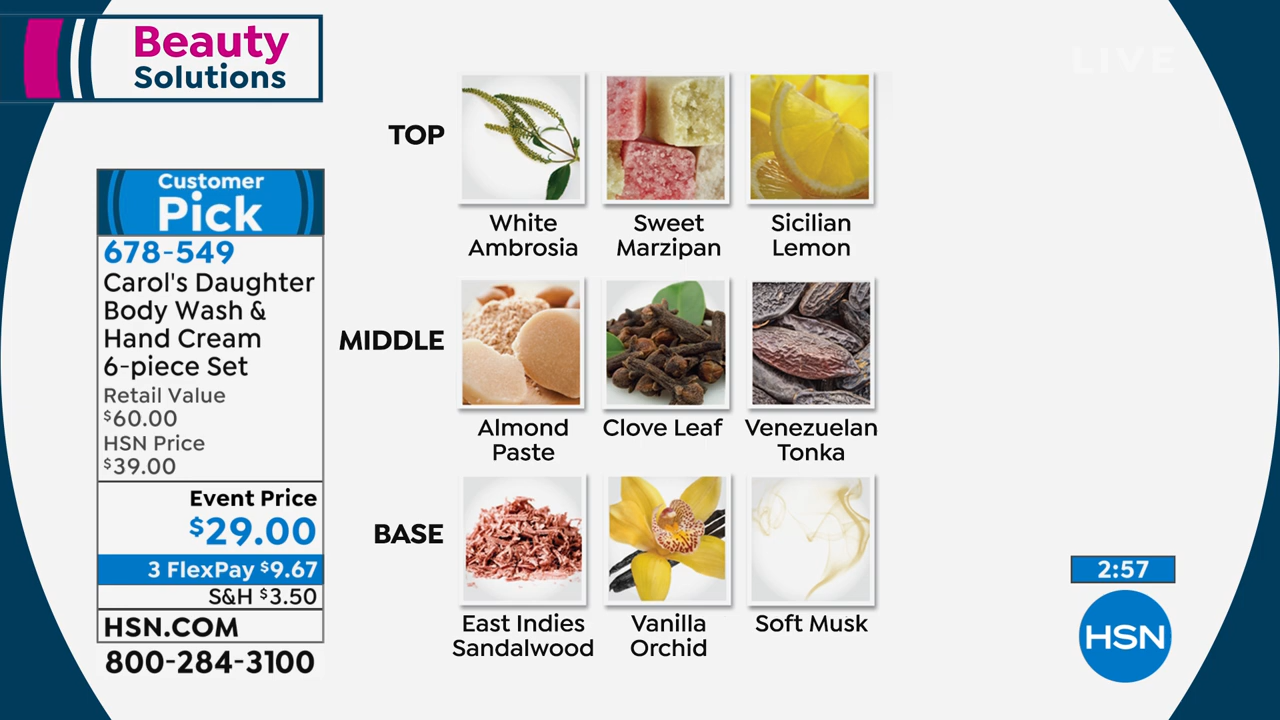 Beauty
Solutions
LIVE
Customer
Pick
678-549
Carol's Daughter
Body Wash &
Hand Cream
6-piece Set
Retail Value
$60.00
HSN Price
$39.00
Event Price
$29.00
3 FlexPay $9.67
S&H $3.50
HSN.COM
800-284-3100
TOP
White
Ambrosia
Sweet
Marzipan
Sicilian
Lemon
MIDDLE
Almond
Paste
Clove Leaf
Venezuelan
Tonka
BASE
East Indies
Sandalwood
Vanilla
Orchid
Soft Musk
2:57
HSN